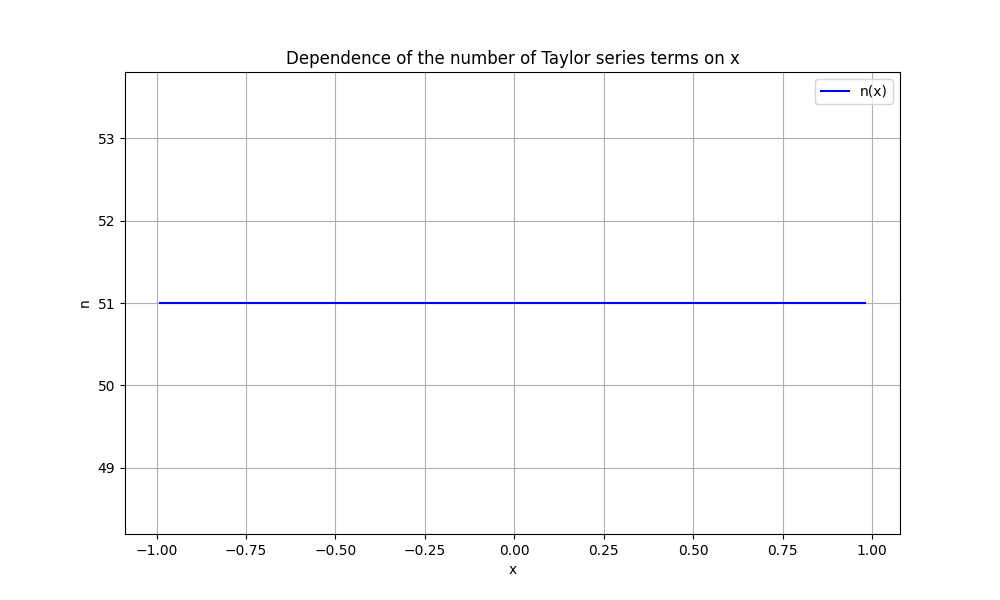 Dependence of the number of Taylor series terms on x
n(x)
53
52
51
50
49
n
−1.00 −0.75 −0.50 −0.25 0.00 0.25 0.50 0.75 1.00
x